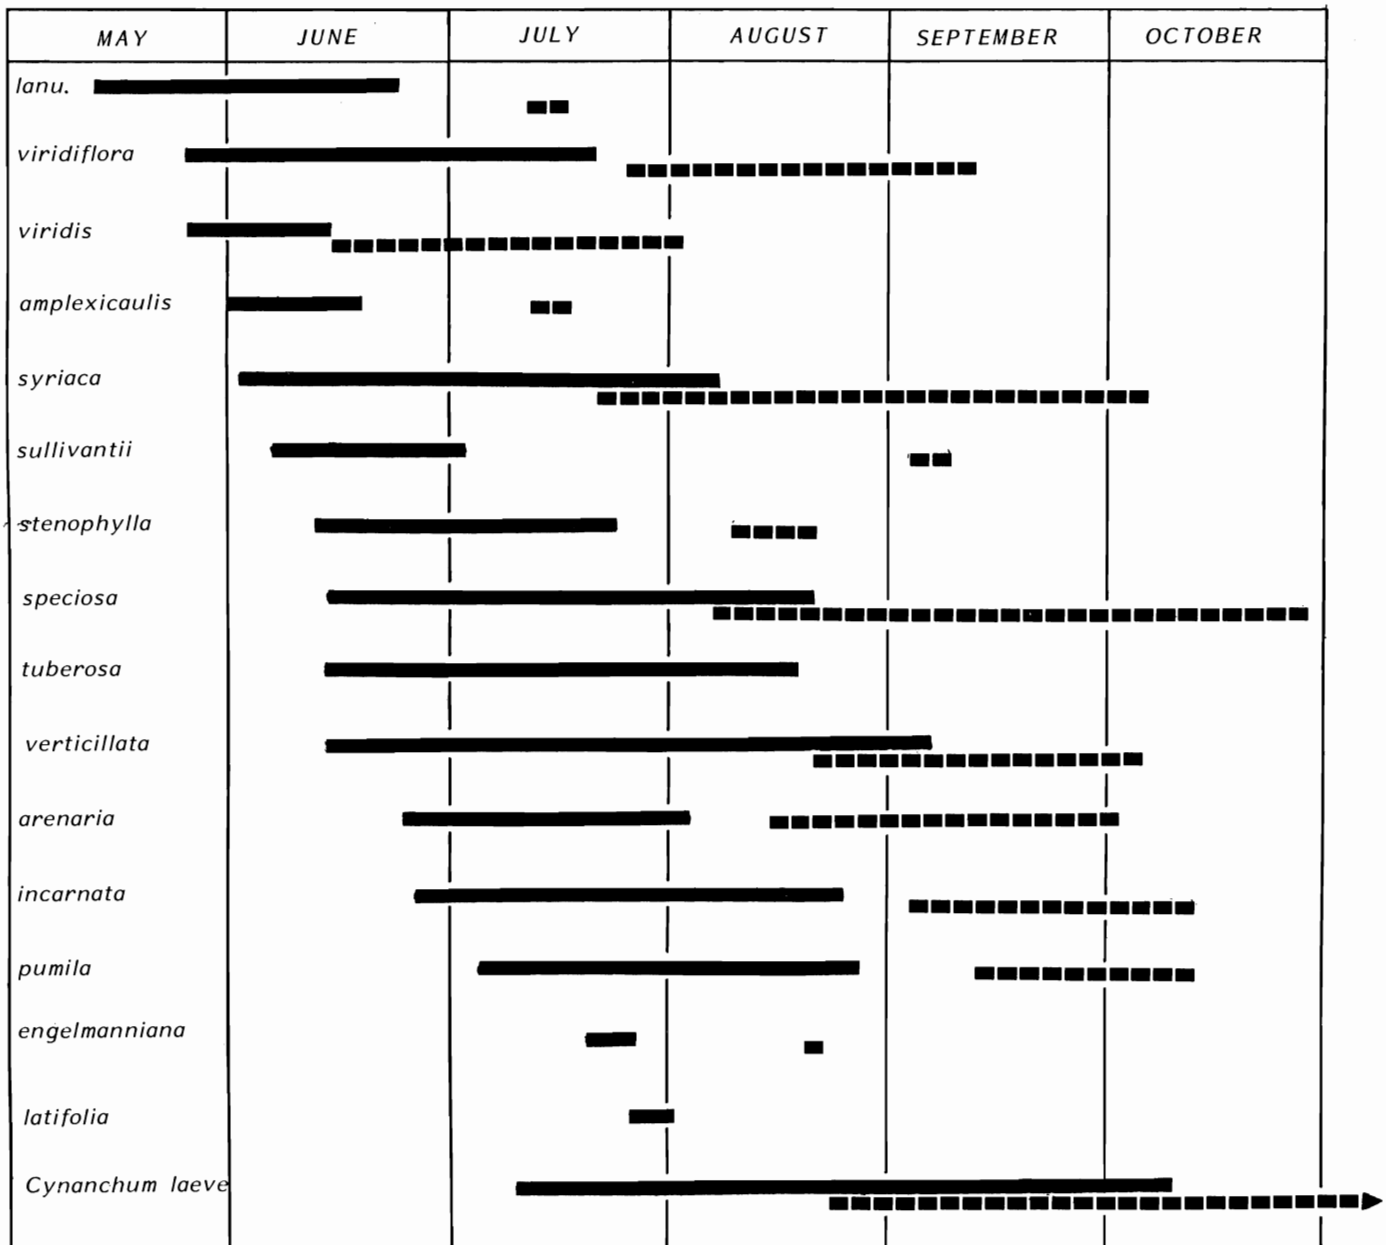 MAY JUNE JULY AUGUST SEPTEMBER OCTOBER
lanu.
viridiflora
viridis
amplexicaulis
syriaca
sullivantii
stenophylla
speciosa
tuberosa
verticillata
arenaria
incarnata
pumila
engelmanniana
latifolia
Cynanchum laeve